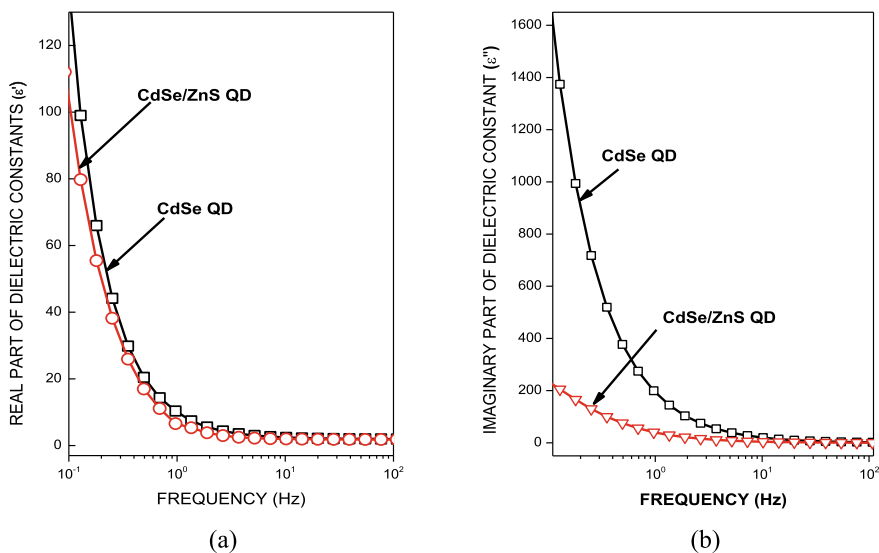 REAL PART OF DIELECTRIC CONSTANTS (ε')
120
100
80
60
40
20
0
CdSe/ZnS QD
CdSe QD
10⁻¹
10⁰
10¹
10²
FREQUENCY (Hz)
(a)
IMAGINARY PART OF DIELECTRIC CONSTANT (ε")
1600
1400
1200
1000
800
600
400
200
0
CdSe QD
CdSe/ZnS QD
10⁰
10¹
10²
FREQUENCY (Hz)
(b)